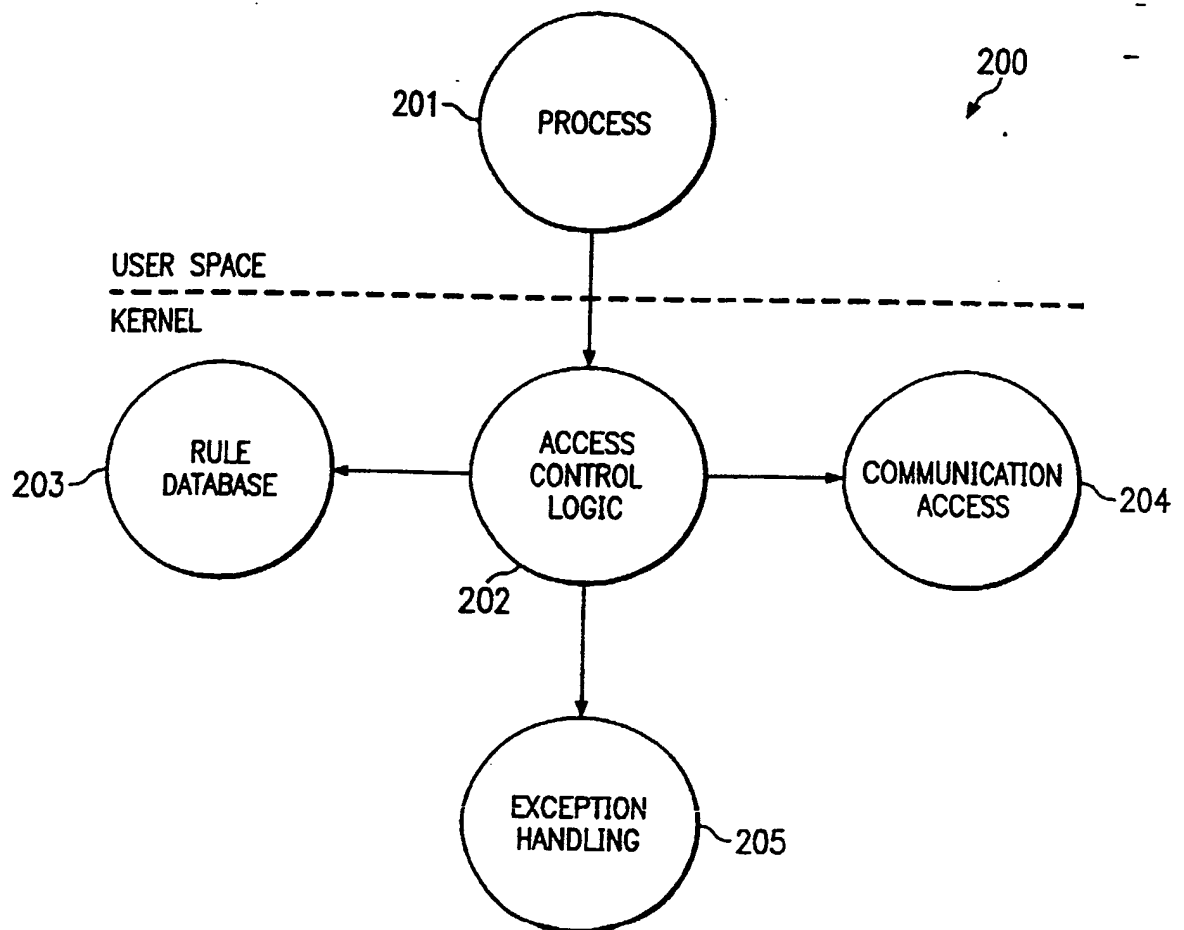 200
201
PROCESS
USER SPACE
KERNEL
RULE
DATABASE
203
ACCESS
CONTROL
LOGIC
202
COMMUNICATION
ACCESS
204
EXCEPTION
HANDLING
205